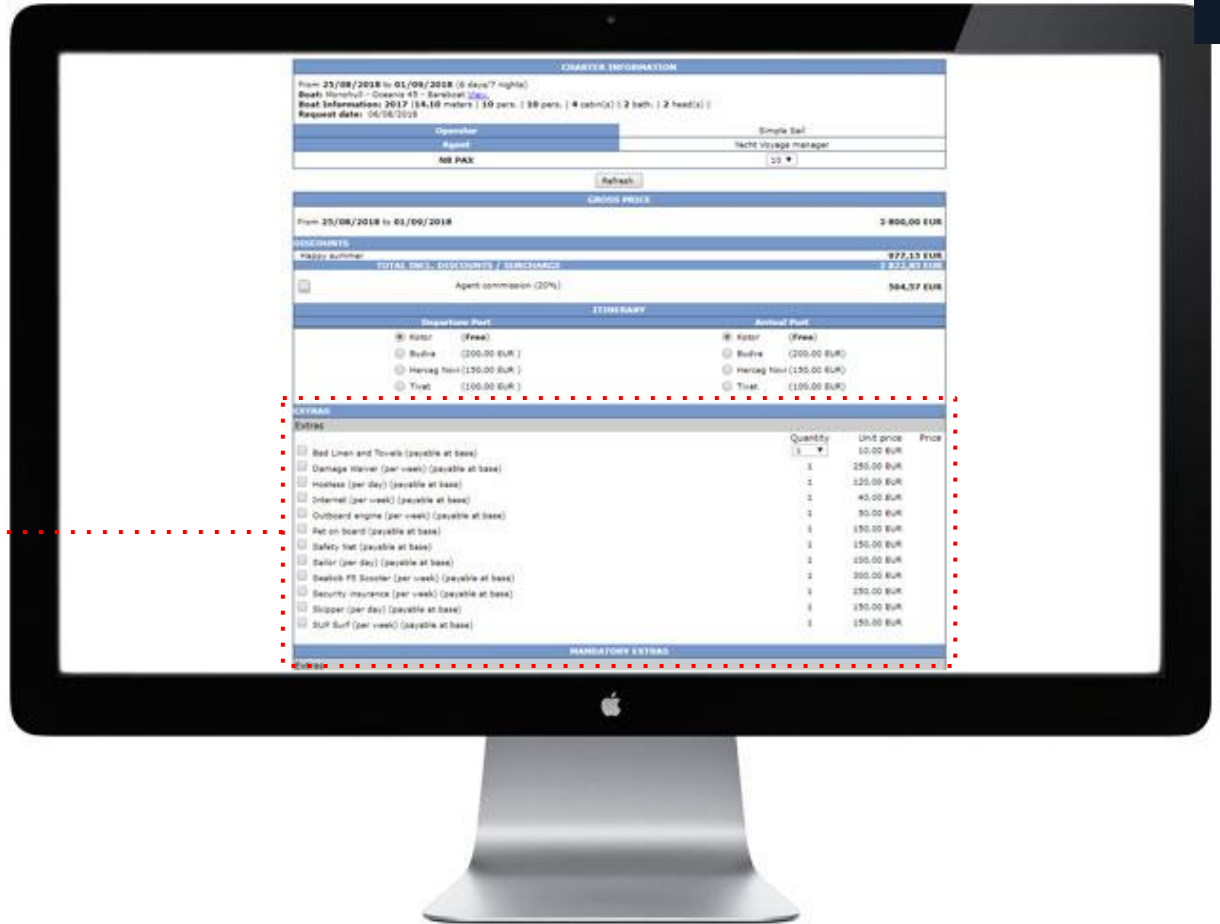 CHARTER INFORMATION
From 25/08/2018 to 01/09/2018 (6 days/7 nights)
Boat: Monohull - Oceanis 45 - Bareboat View.
Boat Information: 2017 |14.10 meters | 10 pers. | 10 pers. | 4 cabin(s) | 2 bath. | 2 head(s) |
Request date: 06/08/2018
Operator Simple Sail
Agent Yacht Voyage manager
NB PAX 10
Refresh
GROSS PRICE
From 25/08/2018 to 01/09/2018 3 800,00 EUR
DISCOUNTS
Happy summer 977,15 EUR
TOTAL INCL. DISCOUNTS / SURCHARGE 2 822,85 EUR
Agent commission (20%) 564,57 EUR
ITINERARY
Departure Port Arrival Port
Kotor (Free) Kotor (Free)
Budva (200.00 EUR ) Budva (200.00 EUR)
Herceg Novi (150.00 EUR ) Herceg Novi (150.00 EUR)
Tivat (100.00 EUR ) Tivat (100.00 EUR)
EXTRAS
Extras
Quantity Unit price Price
Bed Linen and Towels (payable at base) 1 10.00 EUR
Damage Waiver (per week) (payable at base) 1 250.00 EUR
Hostess (per day) (payable at base) 1 120.00 EUR
Internet (per week) (payable at base) 1 40.00 EUR
Outboard engine (per week) (payable at base) 1 50.00 EUR
Pet on board (payable at base) 1 150.00 EUR
Safety Net (payable at base) 1 150.00 EUR
Sailor (per day) (payable at base) 1 100.00 EUR
Seabob F5 Scooter (per week) (payable at base) 1 300.00 EUR
Security insurance (per week) (payable at base) 1 250.00 EUR
Skipper (per day) (payable at base) 1 150.00 EUR
SUP Surf (per week) (payable at base) 1 150.00 EUR
MANDATORY EXTRAS
Extras